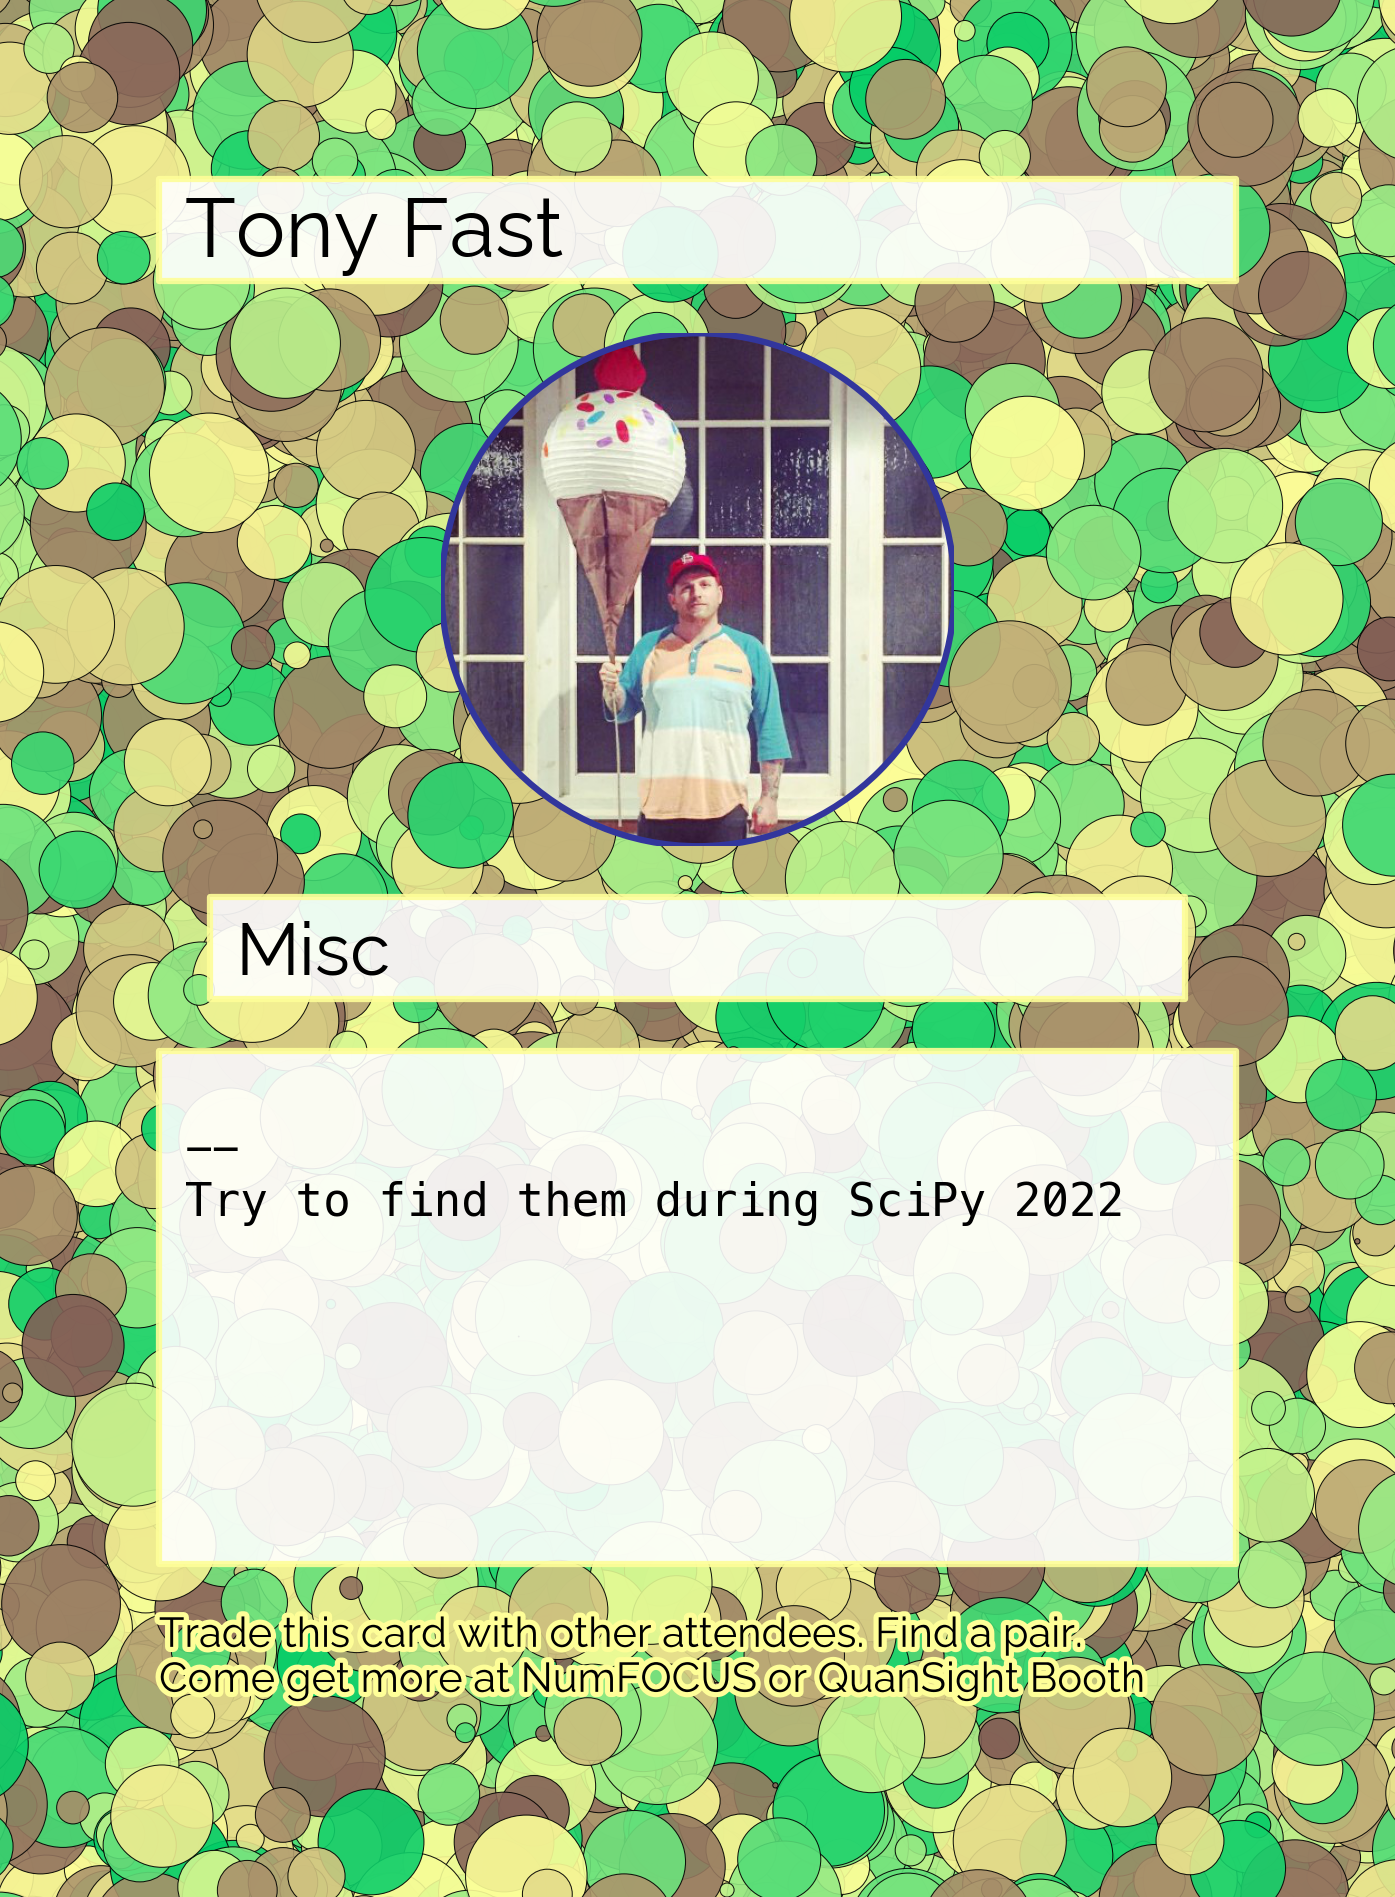 Tony Fast
Misc
__
Try to find them during SciPy 2022
Trade this card with other attendees. Find a pair.
Come get more at NumFOCUS or QuanSight Booth